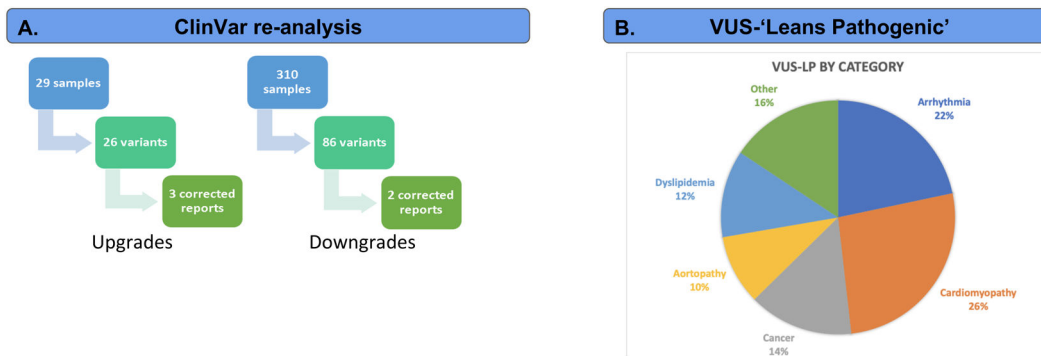 A.
ClinVar re-analysis
29 samples
26 variants
3 corrected
reports
Upgrades
310
samples
86 variants
2 corrected
reports
Downgrades
B.
VUS-‘Leans Pathogenic’
VUS-LP BY CATEGORY
Other
16%
Arrhythmia
22%
Dyslipidemia
12%
Aortopathy
10%
Cardiomyopathy
26%
Cancer
14%